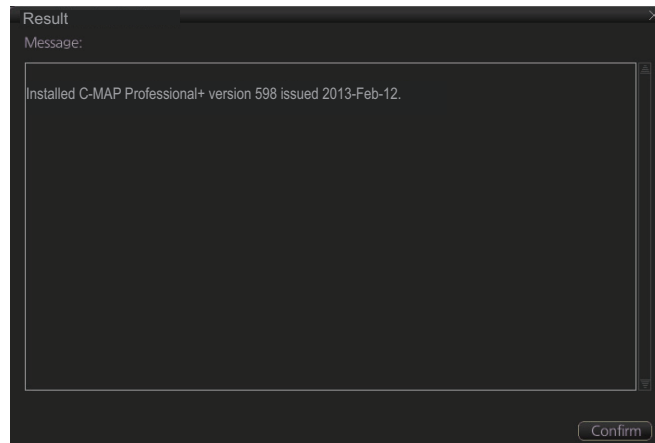 Result
Message:
Installed C-MAP Professional+ version 598 issued 2013-Feb-12.
Confirm